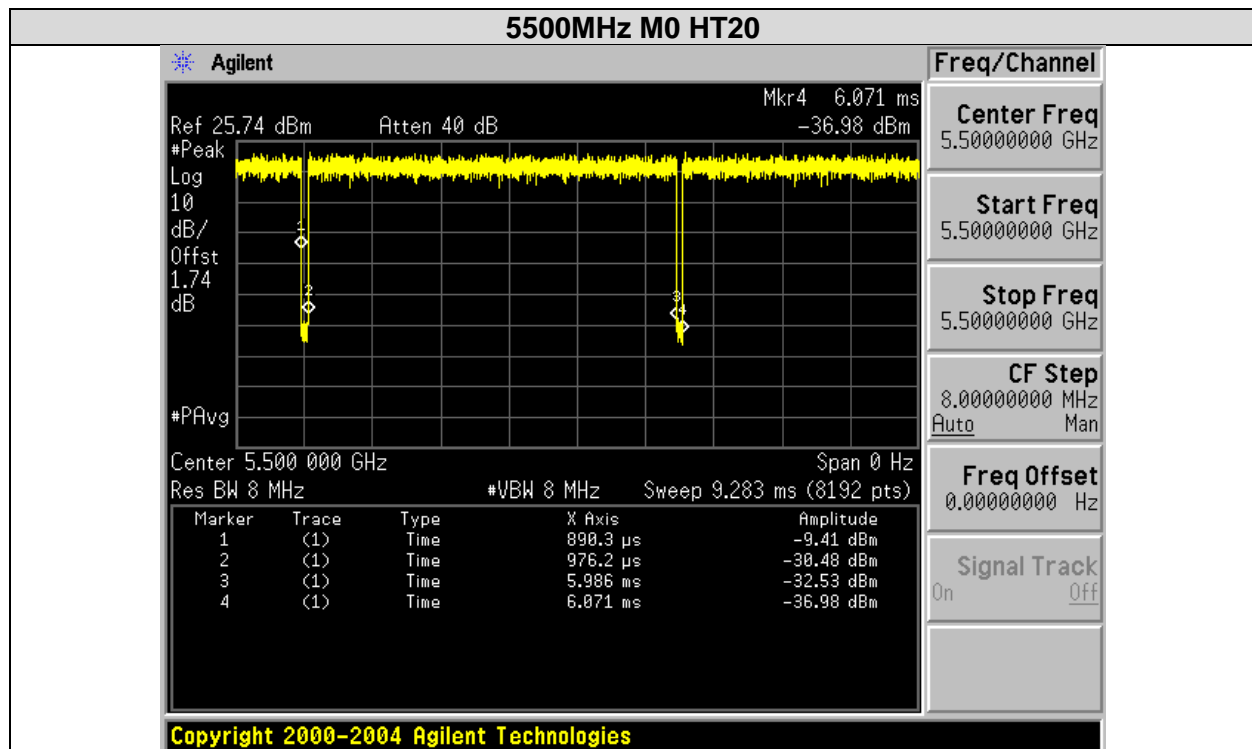 5500MHz M0 HT20
Agilent
Freq/Channel
Mkr4 6.071 ms
Ref 25.74 dBm Atten 40 dB -36.98 dBm
#Peak
Log
10
dB/
Offst
1.74
dB
#PAvg
1
2
3
4
Center 5.500 000 GHz Span 0 Hz
Res BW 8 MHz #VBW 8 MHz Sweep 9.283 ms (8192 pts)
Marker Trace Type X Axis Amplitude
1 (1) Time 890.3 µs -9.41 dBm
2 (1) Time 976.2 µs -30.48 dBm
3 (1) Time 5.986 ms -32.53 dBm
4 (1) Time 6.071 ms -36.98 dBm
Center Freq
5.50000000 GHz
Start Freq
5.50000000 GHz
Stop Freq
5.50000000 GHz
CF Step
8.00000000 MHz
Auto Man
Freq Offset
0.00000000 Hz
Signal Track
On Off
Copyright 2000-2004 Agilent Technologies